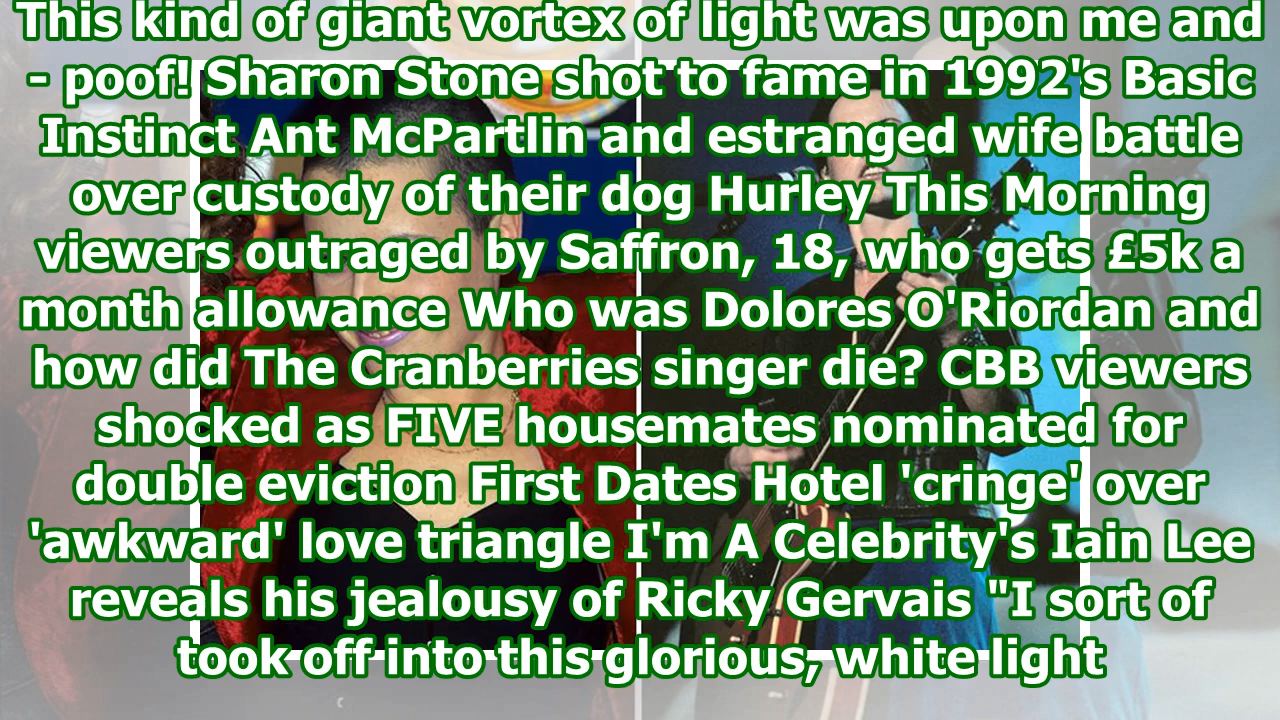 This kind of giant vortex of light was upon me and
- poof! Sharon Stone shot to fame in 1992's Basic
Instinct Ant McPartlin and estranged wife battle
over custody of their dog Hurley This Morning
viewers outraged by Saffron, 18, who gets £5k a
month allowance Who was Dolores O'Riordan and
how did The Cranberries singer die? CBB viewers
shocked as FIVE housemates nominated for
double eviction First Dates Hotel 'cringe' over
'awkward' love triangle I'm A Celebrity's Iain Lee
reveals his jealousy of Ricky Gervais "I sort of
took off into this glorious, white light